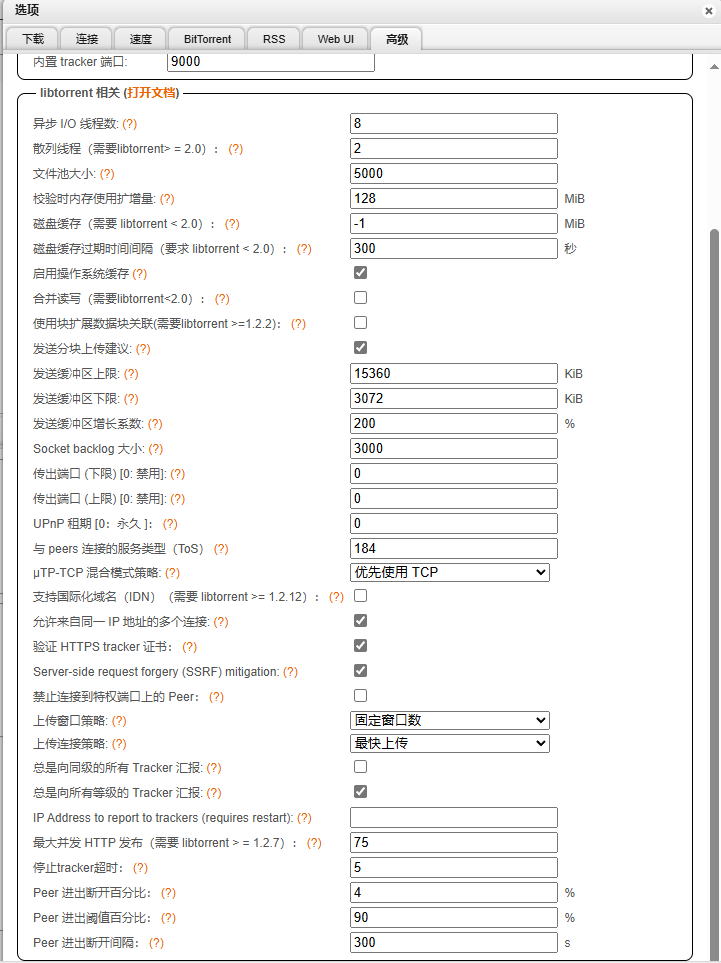 选项
下载 连接 速度 BitTorrent RSS Web UI 高级
内置 tracker 端口: 9000
libtorrent 相关 (打开文档)
异步 I/O 线程数: (?) 8
散列线程（需要libtorrent> = 2.0）： (?) 2
文件池大小: (?) 5000
校验时内存使用扩增量: (?) 128 MiB
磁盘缓存（需要 libtorrent < 2.0）： (?) -1 MiB
磁盘缓存过期时间间隔（要求 libtorrent < 2.0）： (?) 300 秒
启用操作系统缓存 (?)
合并读写（需要libtorrent<2.0）： (?)
使用块扩展数据块关联(需要libtorrent >=1.2.2)： (?)
发送分块上传建议: (?)
发送缓冲区上限: (?) 15360 KiB
发送缓冲区下限: (?) 3072 KiB
发送缓冲区增长系数: (?) 200 %
Socket backlog 大小: (?) 3000
传出端口 (下限) [0: 禁用]: (?) 0
传出端口 (上限) [0: 禁用]: (?) 0
UPnP 租期 [0：永久 ]： (?) 0
与 peers 连接的服务类型（ToS） (?) 184
μTP-TCP 混合模式策略: (?) 优先使用 TCP
支持国际化域名（IDN）（需要 libtorrent >= 1.2.12）： (?)
允许来自同一 IP 地址的多个连接: (?)
验证 HTTPS tracker 证书： (?)
Server-side request forgery (SSRF) mitigation: (?)
禁止连接到特权端口上的 Peer： (?)
上传窗口策略: (?) 固定窗口数
上传连接策略: (?) 最快上传
总是向同级的所有 Tracker 汇报: (?)
总是向所有等级的 Tracker 汇报: (?)
IP Address to report to trackers (requires restart): (?)
最大并发 HTTP 发布（需要 libtorrent > = 1.2.7）： (?) 75
停止tracker超时： (?) 5
Peer 进出断开百分比： (?) 4 %
Peer 进出阈值百分比： (?) 90 %
Peer 进出断开间隔： (?) 300 s